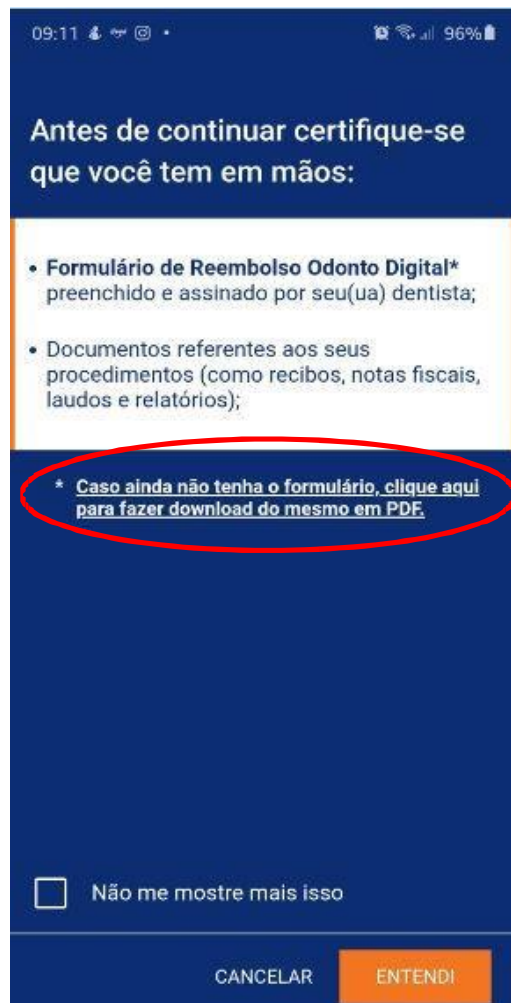 09:11
96%
Antes de continuar certifique-se
que você tem em mãos:
• Formulário de Reembolso Odonto Digital*
preenchido e assinado por seu(ua) dentista;
• Documentos referentes aos seus
procedimentos (como recibos, notas fiscais,
laudos e relatórios);
* Caso ainda não tenha o formulário, clique aqui
para fazer download do mesmo em PDF.
Não me mostre mais isso
CANCELAR
ENTENDI